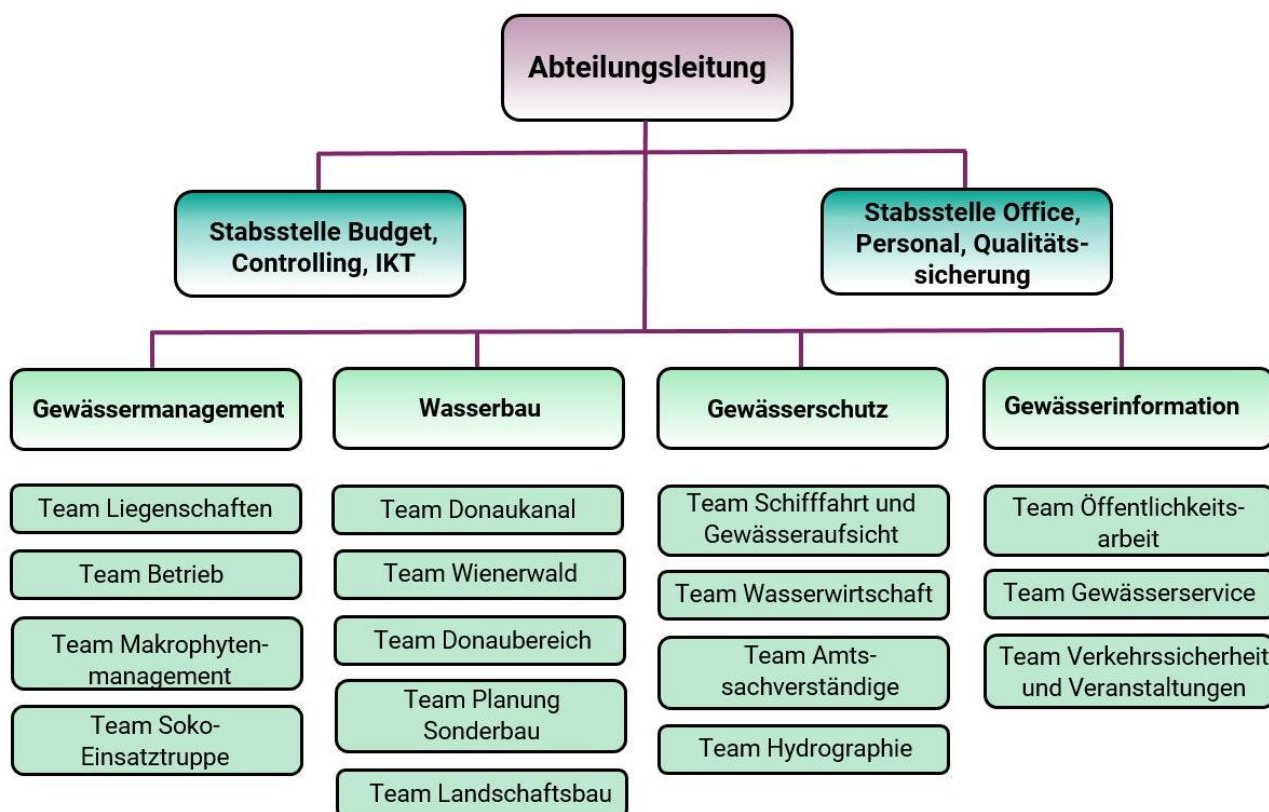 Abteilungsleitung
Stabsstelle Budget,
Controlling, IKT
Stabsstelle Office,
Personal, Qualitäts-
sicherung
Gewässermanagement
Team Liegenschaften
Team Betrieb
Team Makrophyten-
management
Team Soko-
Einsatztruppe
Wasserbau
Team Donaukanal
Team Wienerwald
Team Donaubereich
Team Planung
Sonderbau
Team Landschaftsbau
Gewässerschutz
Team Schifffahrt und
Gewässeraufsicht
Team Wasserwirtschaft
Team Amts-
sachverständige
Team Hydrographie
Gewässerinformation
Team Öffentlichkeits-
arbeit
Team Gewässerservice
Team Verkehrssicherheit
und Veranstaltungen